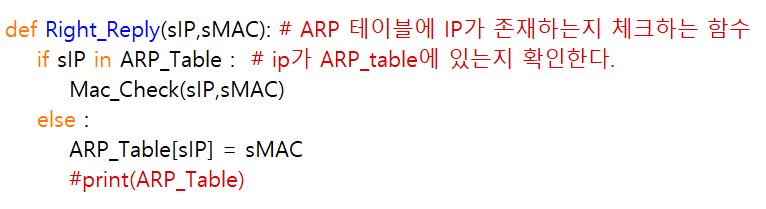 def Right_Reply(sIP,sMAC): # ARP 테이블에 IP가 존재하는지 체크하는 함수
    if sIP in ARP_Table :  # ip가 ARP_table에 있는지 확인한다.
        Mac_Check(sIP,sMAC)
    else :
        ARP_Table[sIP] = sMAC
        #print(ARP_Table)